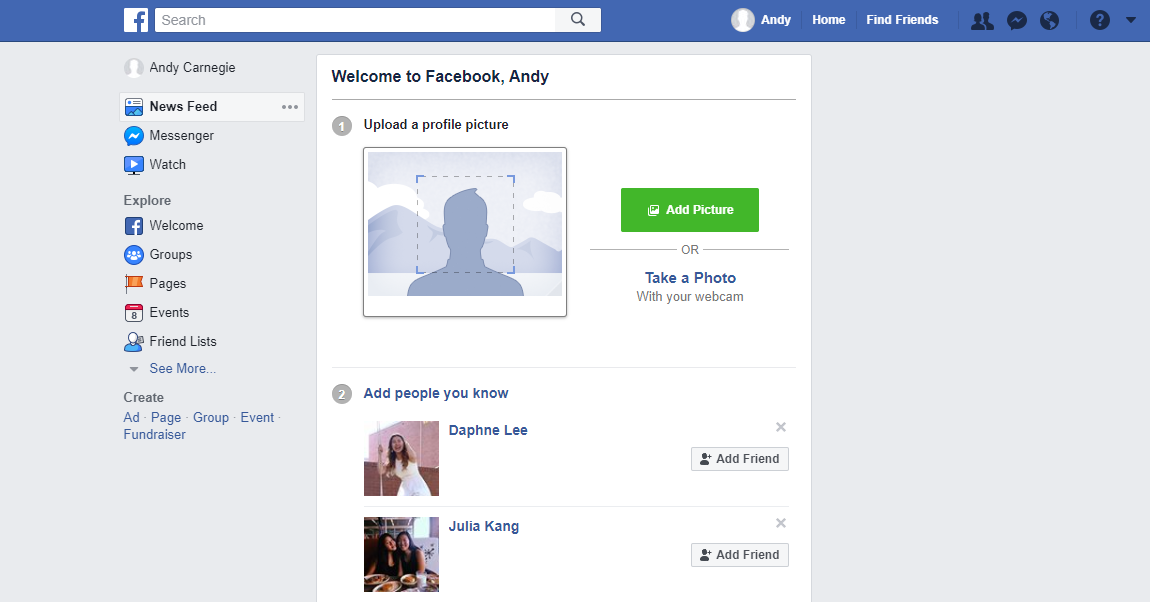 Search
Andy
Home
Find Friends
Andy Carnegie
News Feed
Messenger
Watch
Explore
Welcome
Groups
Pages
8
Events
Friend Lists
See More...
Create
Ad · Page · Group · Event ·
Fundraiser
Welcome to Facebook, Andy
1 Upload a profile picture
Add Picture
OR
Take a Photo
With your webcam
2 Add people you know
Daphne Lee
Add Friend
Julia Kang
Add Friend